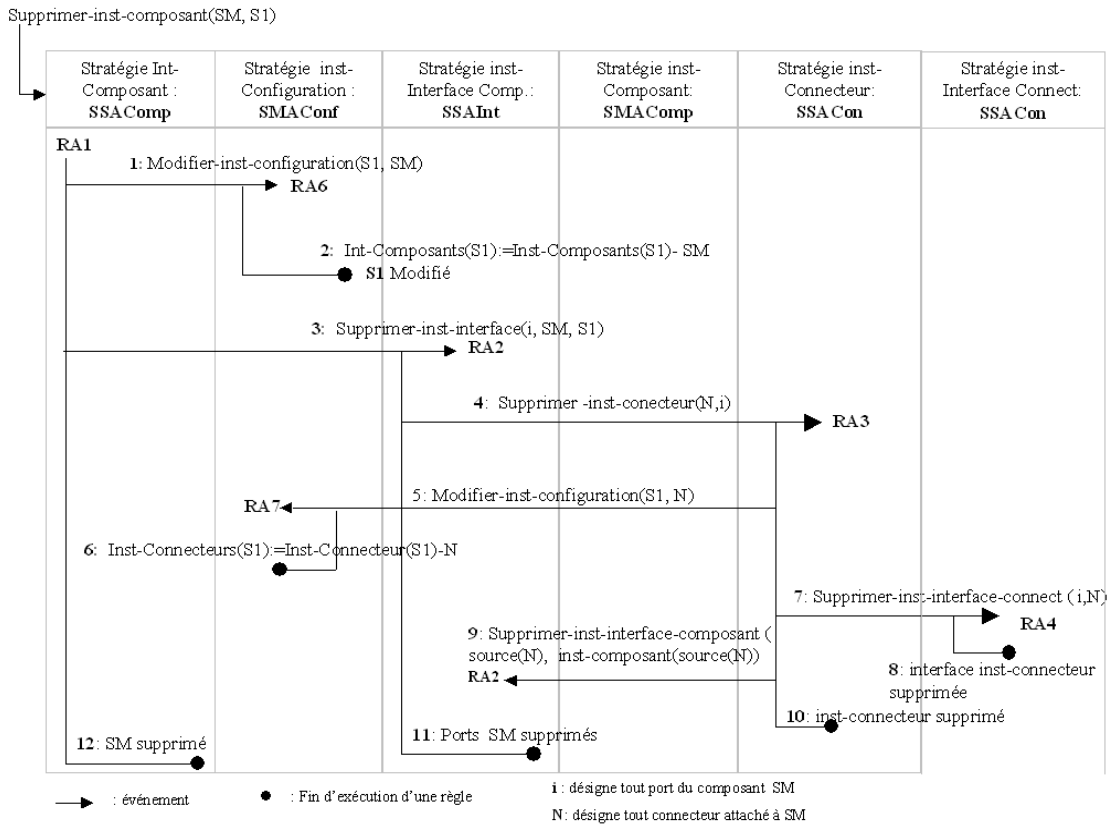 Supprimer-inst-composant(SM, S1)
Stratégie Int-
Composant :
SSAComp
Stratégie inst-
Configuration :
SMAConf
Stratégie inst-
Interface Comp.:
SSAInt
Stratégie inst-
Composant:
SMAComp
Stratégie inst-
Connecteur:
SSACon
Stratégie inst-
Interface Connect:
SSACon
RA1
1: Modifier-inst-configuration(S1, SM)
RA6
2: Int-Composants(S1):=Inst-Composants(S1)- SM
S1 Modifié
3: Supprimer-inst-interface(i, SM, S1)
RA2
4: Supprimer -inst-conecteur(N,i)
RA3
5: Modifier-inst-configuration(S1, N)
RA7
6: Inst-Connecteurs(S1):=Inst-Connecteur(S1)-N
7: Supprimer-inst-interface-connect (i,N)
RA4
9: Supprimer-inst-interface-composant (
source(N), inst-composant(source(N))
RA2
8: interface inst-connecteur
supprimée
10: inst-connecteur supprimé
11: Ports SM supprimés
12: SM supprimé
: événement
: Fin d'exécution d'une règle
i : désigne tout port du composant SM
N: désigne tout connecteur attaché à SM